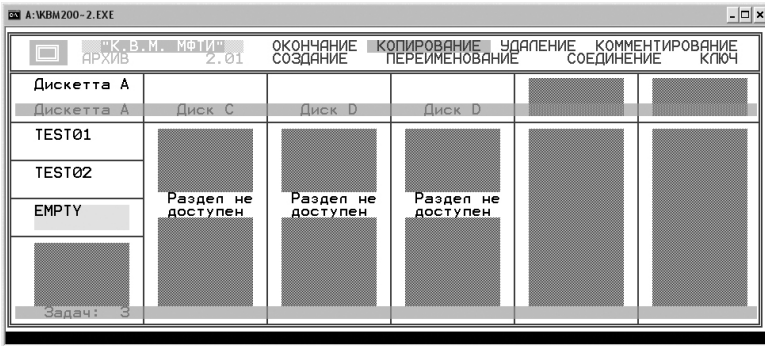 A:\KBM200-2.EXE
"К.В.М. МФТИ" ОКОНЧАНИЕ КОПИРОВАНИЕ УДАЛЕНИЕ КОММЕНТИРОВАНИЕ
АРХИВ 2.01 СОЗДАНИЕ ПЕРЕИМЕНОВАНИЕ СОЕДИНЕНИЕ КЛЮЧ
Дискетта А
Дискетта А Диск C Диск D Диск D
TEST01
TEST02
Раздел не Раздел не Раздел не
EMPTY доступен доступен доступен
Задач: 3